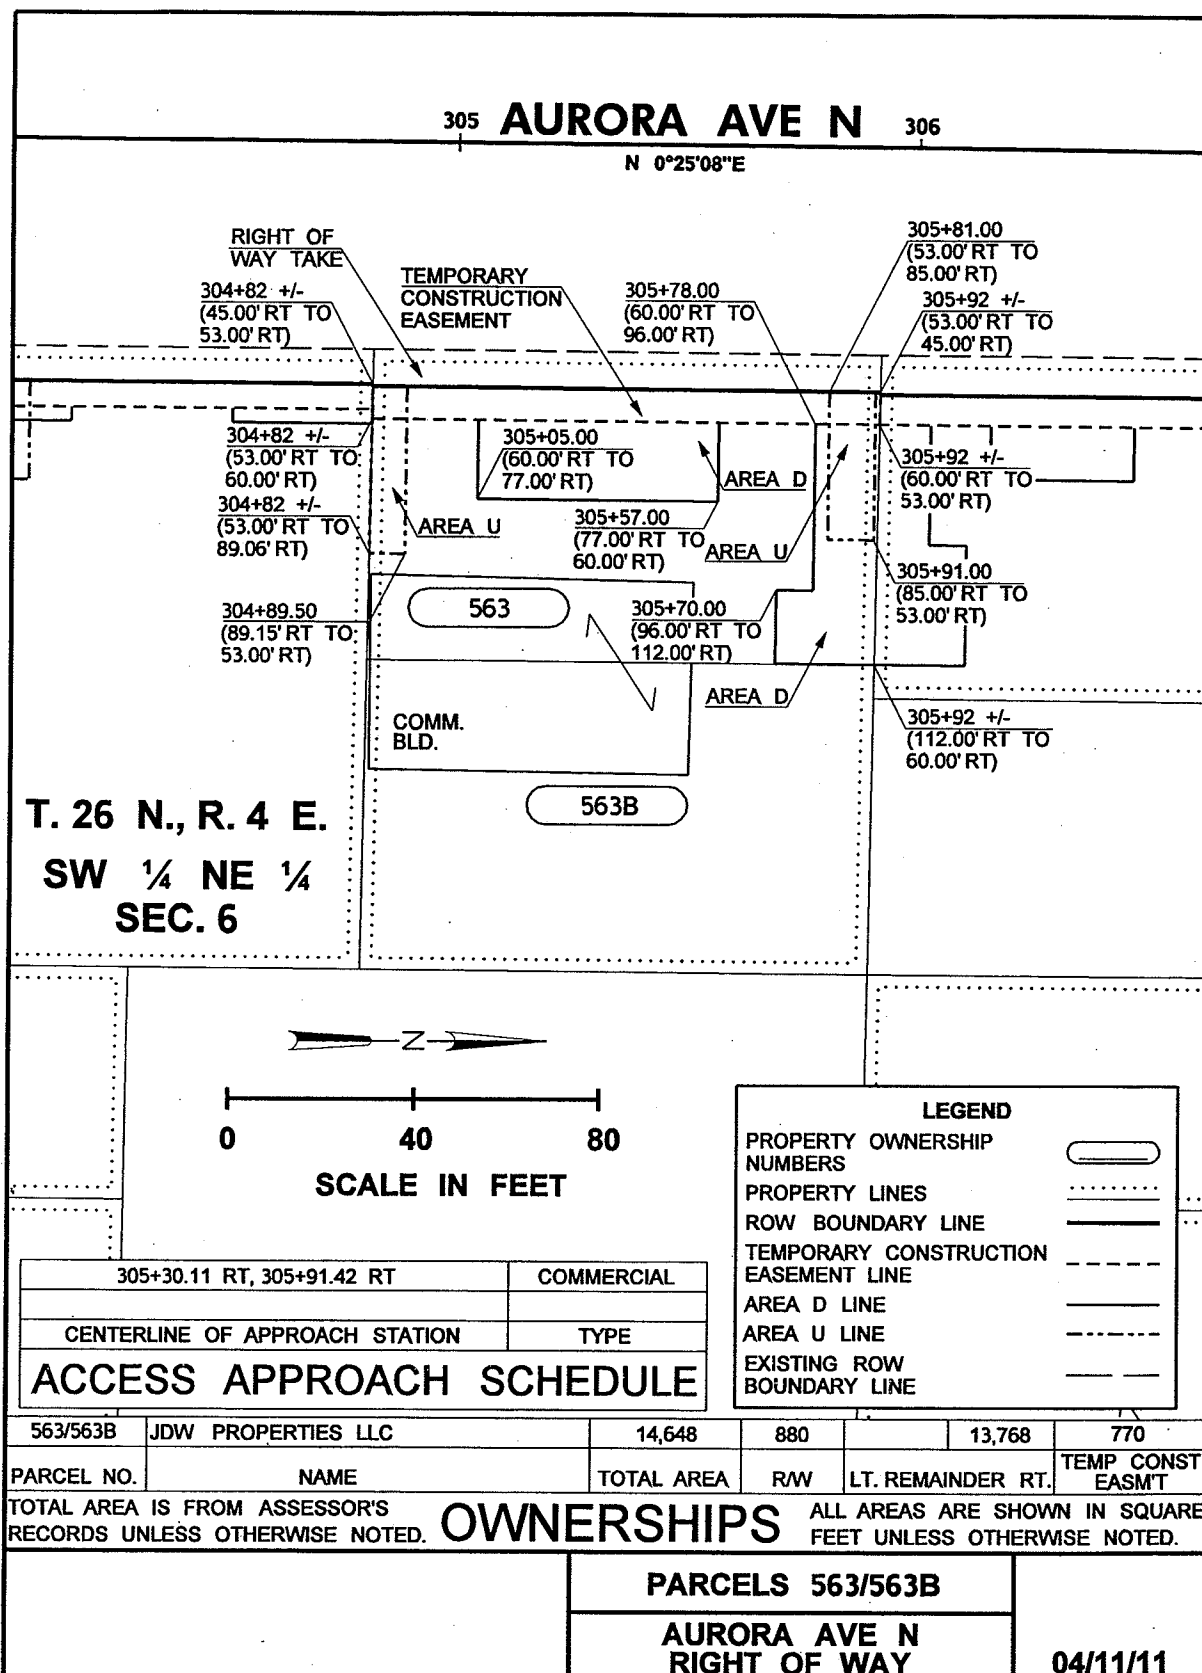 305 AURORA AVE N 306
N 0°25'08"E
RIGHT OF
WAY TAKE
304+82 +/-
(45.00' RT TO
53.00' RT)
TEMPORARY
CONSTRUCTION
EASEMENT
305+78.00
(60.00' RT TO
96.00' RT)
305+81.00
(53.00' RT TO
85.00' RT)
305+92 +/-
(53.00' RT TO
45.00' RT)
304+82 +/-
(53.00' RT TO
60.00' RT)
304+82 +/-
(53.00' RT TO
89.06' RT)
304+89.50
(89.15' RT TO
53.00' RT)
AREA U
305+05.00
(60.00' RT TO
77.00' RT)
305+57.00
(77.00' RT TO
60.00' RT)
AREA D
AREA U
305+92 +/-
(60.00' RT TO
53.00' RT)
305+91.00
(85.00' RT TO
53.00' RT)
563
305+70.00
(96.00' RT TO
112.00' RT)
AREA D
305+92 +/-
(112.00' RT TO
60.00' RT)
COMM.
BLD.
563B
T. 26 N., R. 4 E.
SW ¼ NE ¼
SEC. 6
N
0 40 80
SCALE IN FEET
LEGEND
PROPERTY OWNERSHIP
NUMBERS
PROPERTY LINES
ROW BOUNDARY LINE
TEMPORARY CONSTRUCTION
EASEMENT LINE
AREA D LINE
AREA U LINE
EXISTING ROW
BOUNDARY LINE
305+30.11 RT, 305+91.42 RT COMMERCIAL
CENTERLINE OF APPROACH STATION TYPE
ACCESS APPROACH SCHEDULE
563/563B JDW PROPERTIES LLC 14,648 880 13,768 770
PARCEL NO. NAME TOTAL AREA R/W LT. REMAINDER RT. TEMP CONST
EASM'T
TOTAL AREA IS FROM ASSESSOR'S
RECORDS UNLESS OTHERWISE NOTED.
OWNERSHIPS
ALL AREAS ARE SHOWN IN SQUARE
FEET UNLESS OTHERWISE NOTED.
PARCELS 563/563B
AURORA AVE N
RIGHT OF WAY
04/11/11